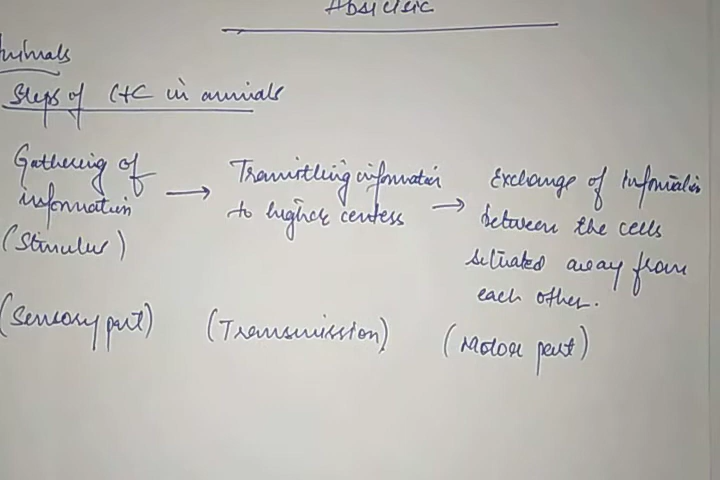 Abscisic
Animals
Steps of C+C in animals
Gathering of
information
(Stimulus)
(Sensory part)
→
Transmitting information
to higher centers
(Transmission)
→
Exchange of Information
between the cells
situated away from
each other.
(Motor part)